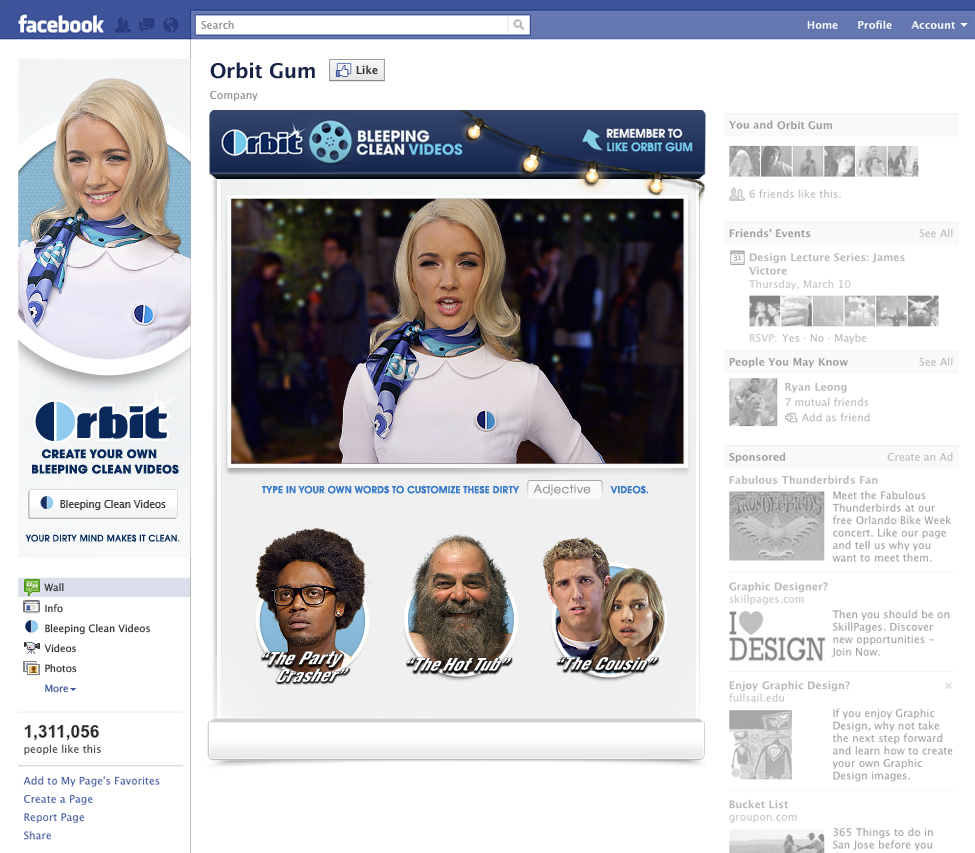 facebook
Search
Home Profile Account
Orbit
CREATE YOUR OWN
BLEEPING CLEAN VIDEOS
Bleeping Clean Videos
YOUR DIRTY MIND MAKES IT CLEAN.
Wall
Info
Bleeping Clean Videos
Videos
Photos
More
1,311,056
people like this
Add to My Page's Favorites
Create a Page
Report Page
Share
Orbit Gum
Like
Company
Orbit
BLEEPING
CLEAN VIDEOS
REMEMBER TO
LIKE ORBIT GUM
TYPE IN YOUR OWN WORDS TO CUSTOMIZE THESE DIRTY Adjective VIDEOS.
"The Party
Crasher"
"The Hot Tub"
"The Cousin"
You and Orbit Gum
6 friends like this.
Friends' Events See All
31
Design Lecture Series: James
Victore
Thursday, March 10
RSVP: Yes · No · Maybe
People You May Know See All
Ryan Leong
7 mutual friends
Add as friend
Sponsored Create an Ad
Fabulous Thunderbirds Fan
THUNDERBIRDS
Meet the Fabulous
Thunderbirds at our
free Orlando Bike Week
concert. Like our page
and tell us why you
want to meet them.
Graphic Designer?
skillpages.com
I
DESIGN
Then you should be on
SkillPages. Discover
new opportunities –
Join Now.
Enjoy Graphic Design?
fullsail.edu
If you enjoy Graphic
Design, why not take
the next step forward
and learn how to create
your own Graphic
Design images.
Bucket List
groupon.com
365 Things to do in
San Jose before you